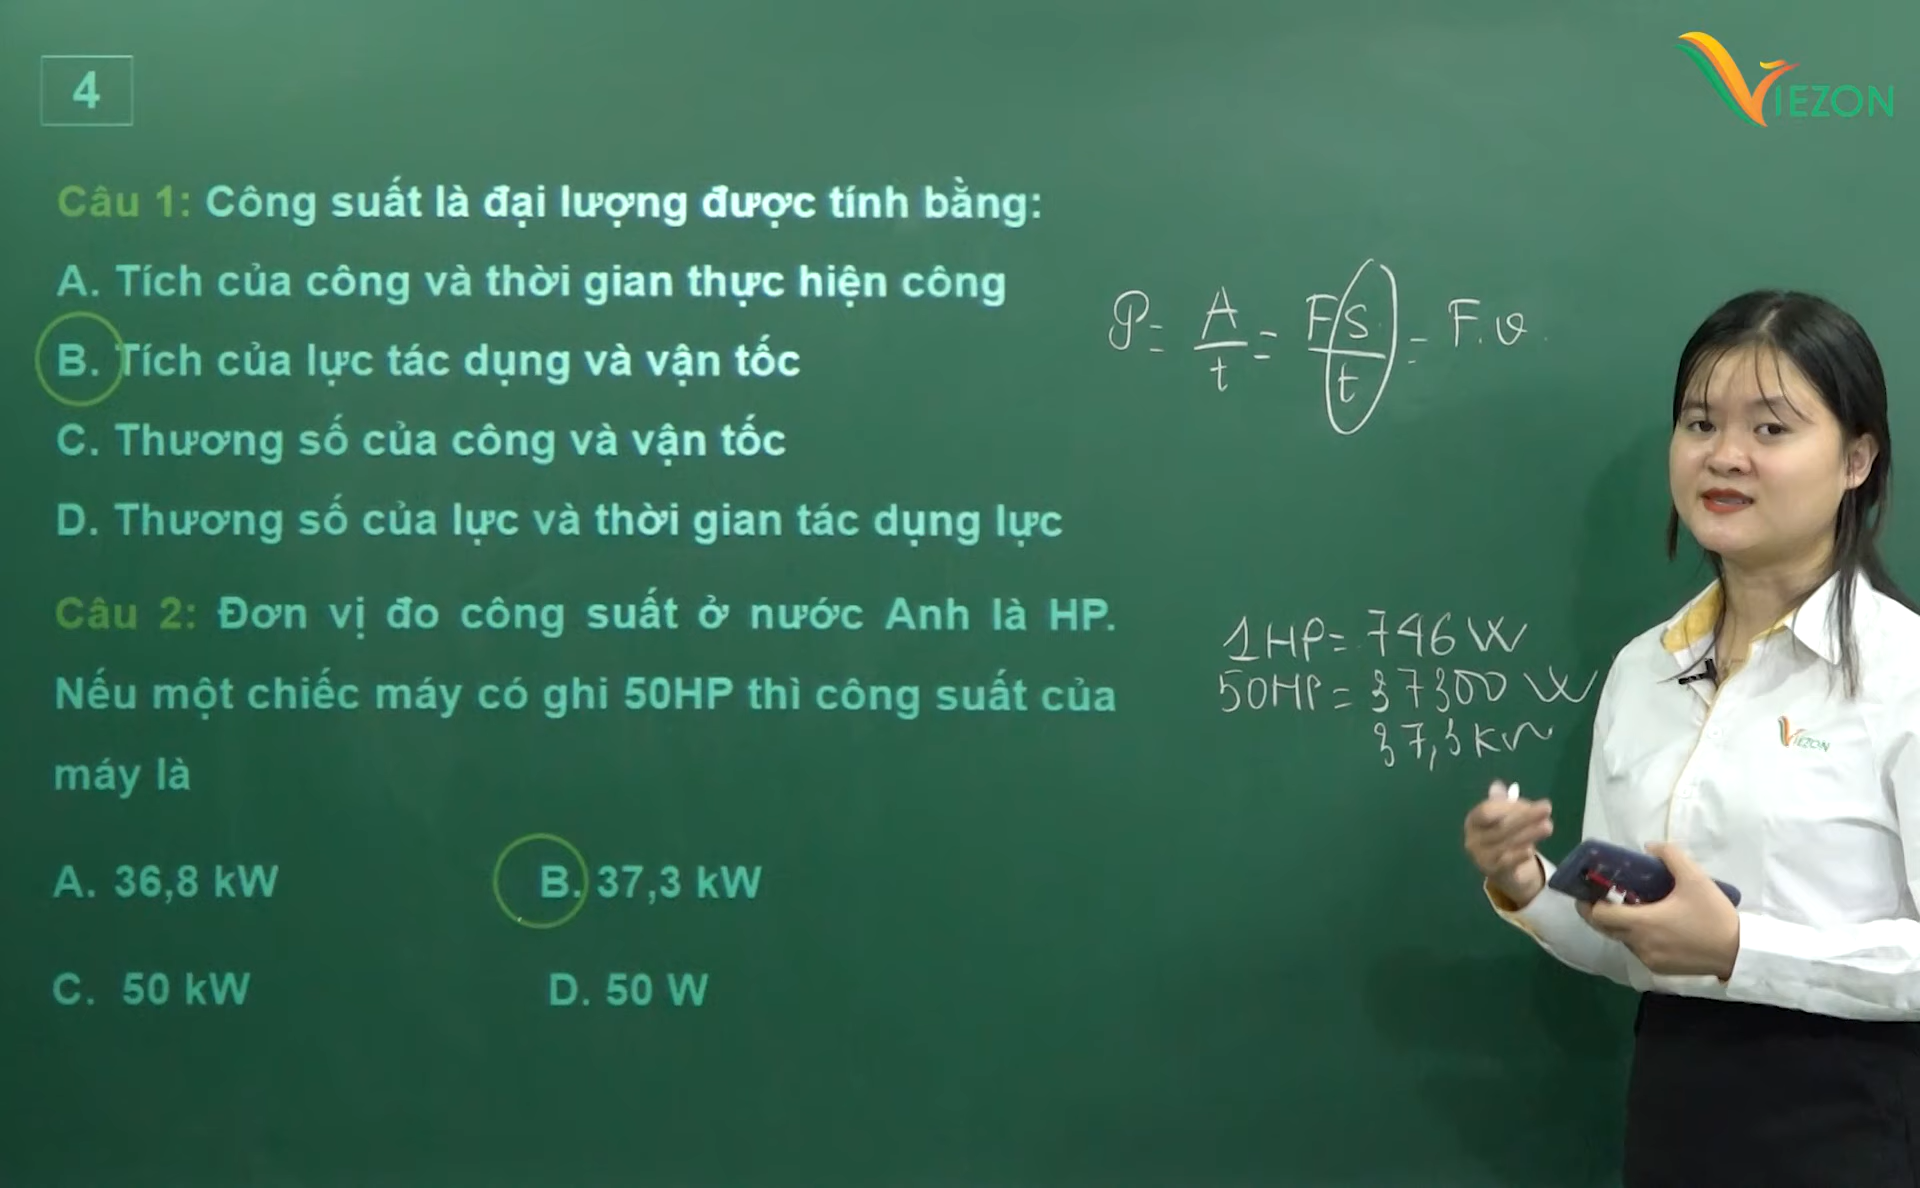 4
VIEZON
Câu 1: Công suất là đại lượng được tính bằng:
A. Tích của công và thời gian thực hiện công
B. Tích của lực tác dụng và vận tốc
C. Thương số của công và vận tốc
D. Thương số của lực và thời gian tác dụng lực
P = A/t = F.S/t = F.v.
Câu 2: Đơn vị đo công suất ở nước Anh là HP.
Nếu một chiếc máy có ghi 50HP thì công suất của
máy là
A. 36,8 kW B. 37,3 kW
C. 50 kW D. 50 W
1HP = 746 W
50HP = 37300 W
37,3 kW
VIEZON